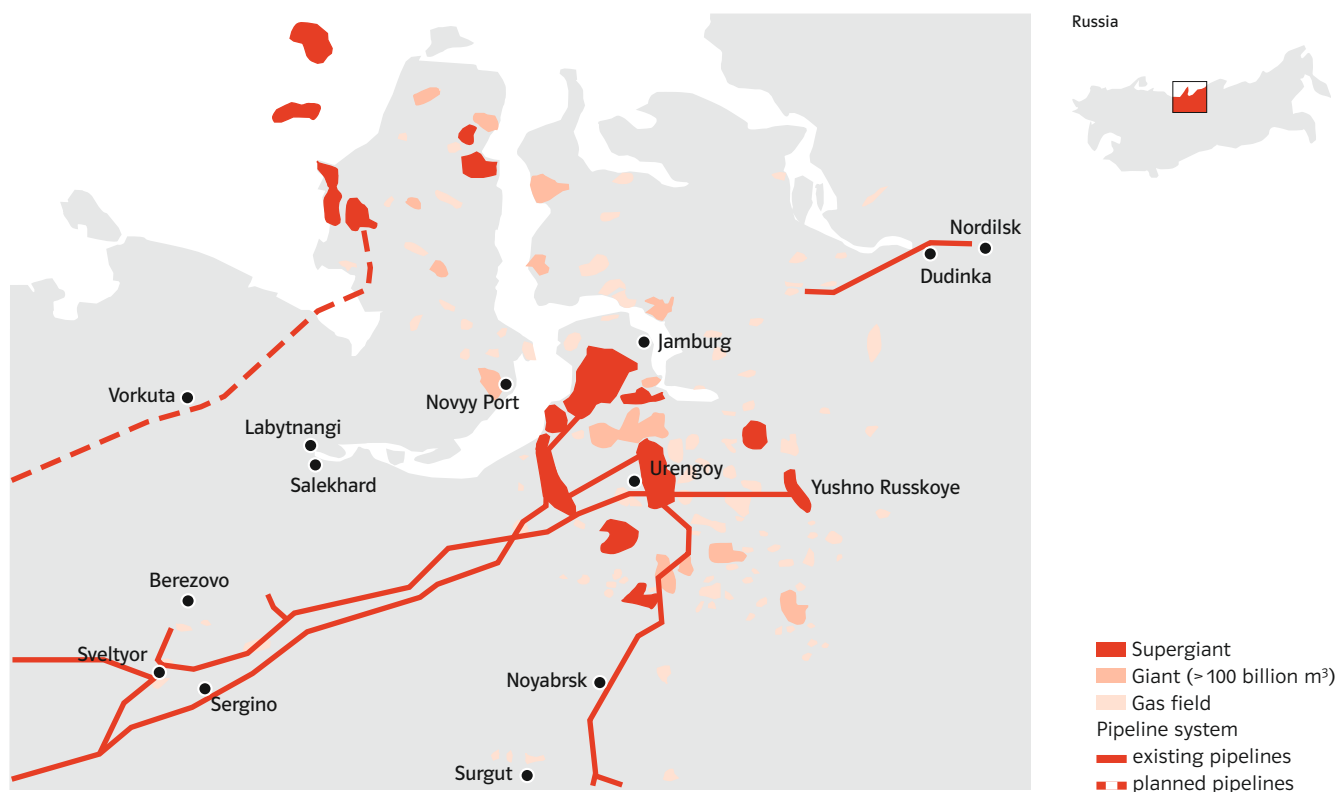 Russia
Nordilsk
Dudinka
Jamburg
Vorkuta
Novyy Port
Labytnangi
Salekhard
Urengoy
Yushno Russkoye
Berezovo
Sveltyor
Sergino
Noyabrsk
Surgut
Supergiant
Giant (> 100 billion m³)
Gas field
Pipeline system
existing pipelines
planned pipelines